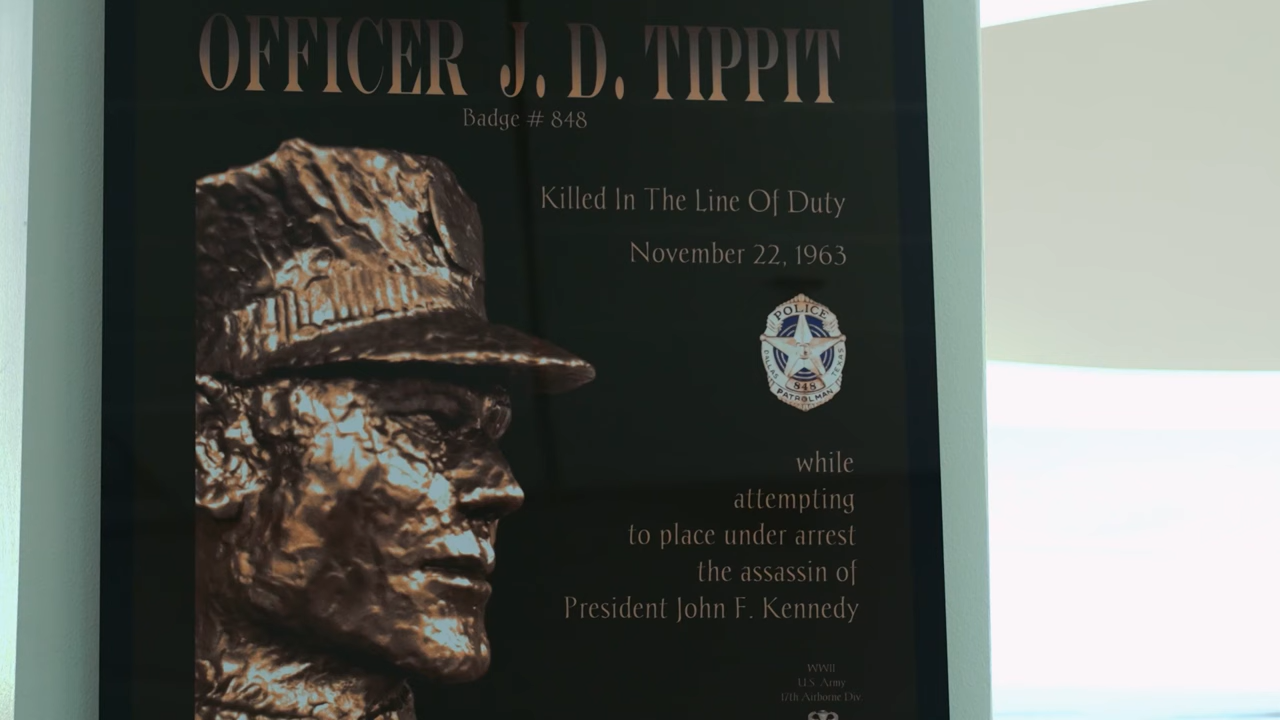 OFFICER J. D. TIPPIT
Badge # 848
Killed In The Line Of Duty
November 22, 1963
POLICE
DALLAS TEXAS
848
PATROLMAN
while
attempting
to place under arrest
the assassin of
President John F. Kennedy
WWII
U.S. Army
17th Airborne Div.